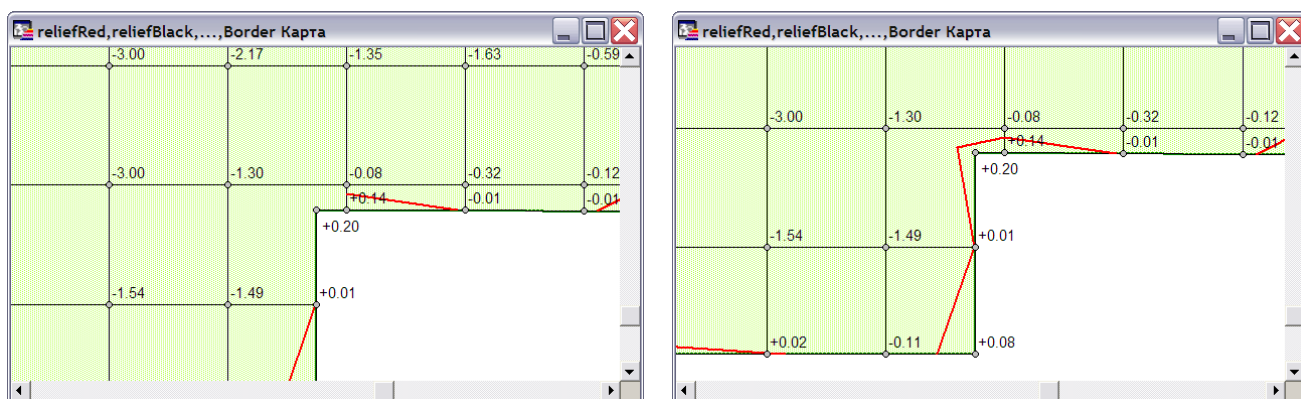 reliefRed,reliefBlack,...,Border Карта
-3.00 -2.17 -1.35 -1.63 -0.59
-3.00 -1.30 -0.08 -0.32 -0.12
+0.14 -0.01 -0.01
+0.20
-1.54 -1.49 +0.01
reliefRed,reliefBlack,...,Border Карта
-3.00 -1.30 -0.08 -0.32 -0.12
+0.14 -0.01 -0.01
+0.20
-1.54 -1.49 +0.01
+0.02 -0.11 +0.08